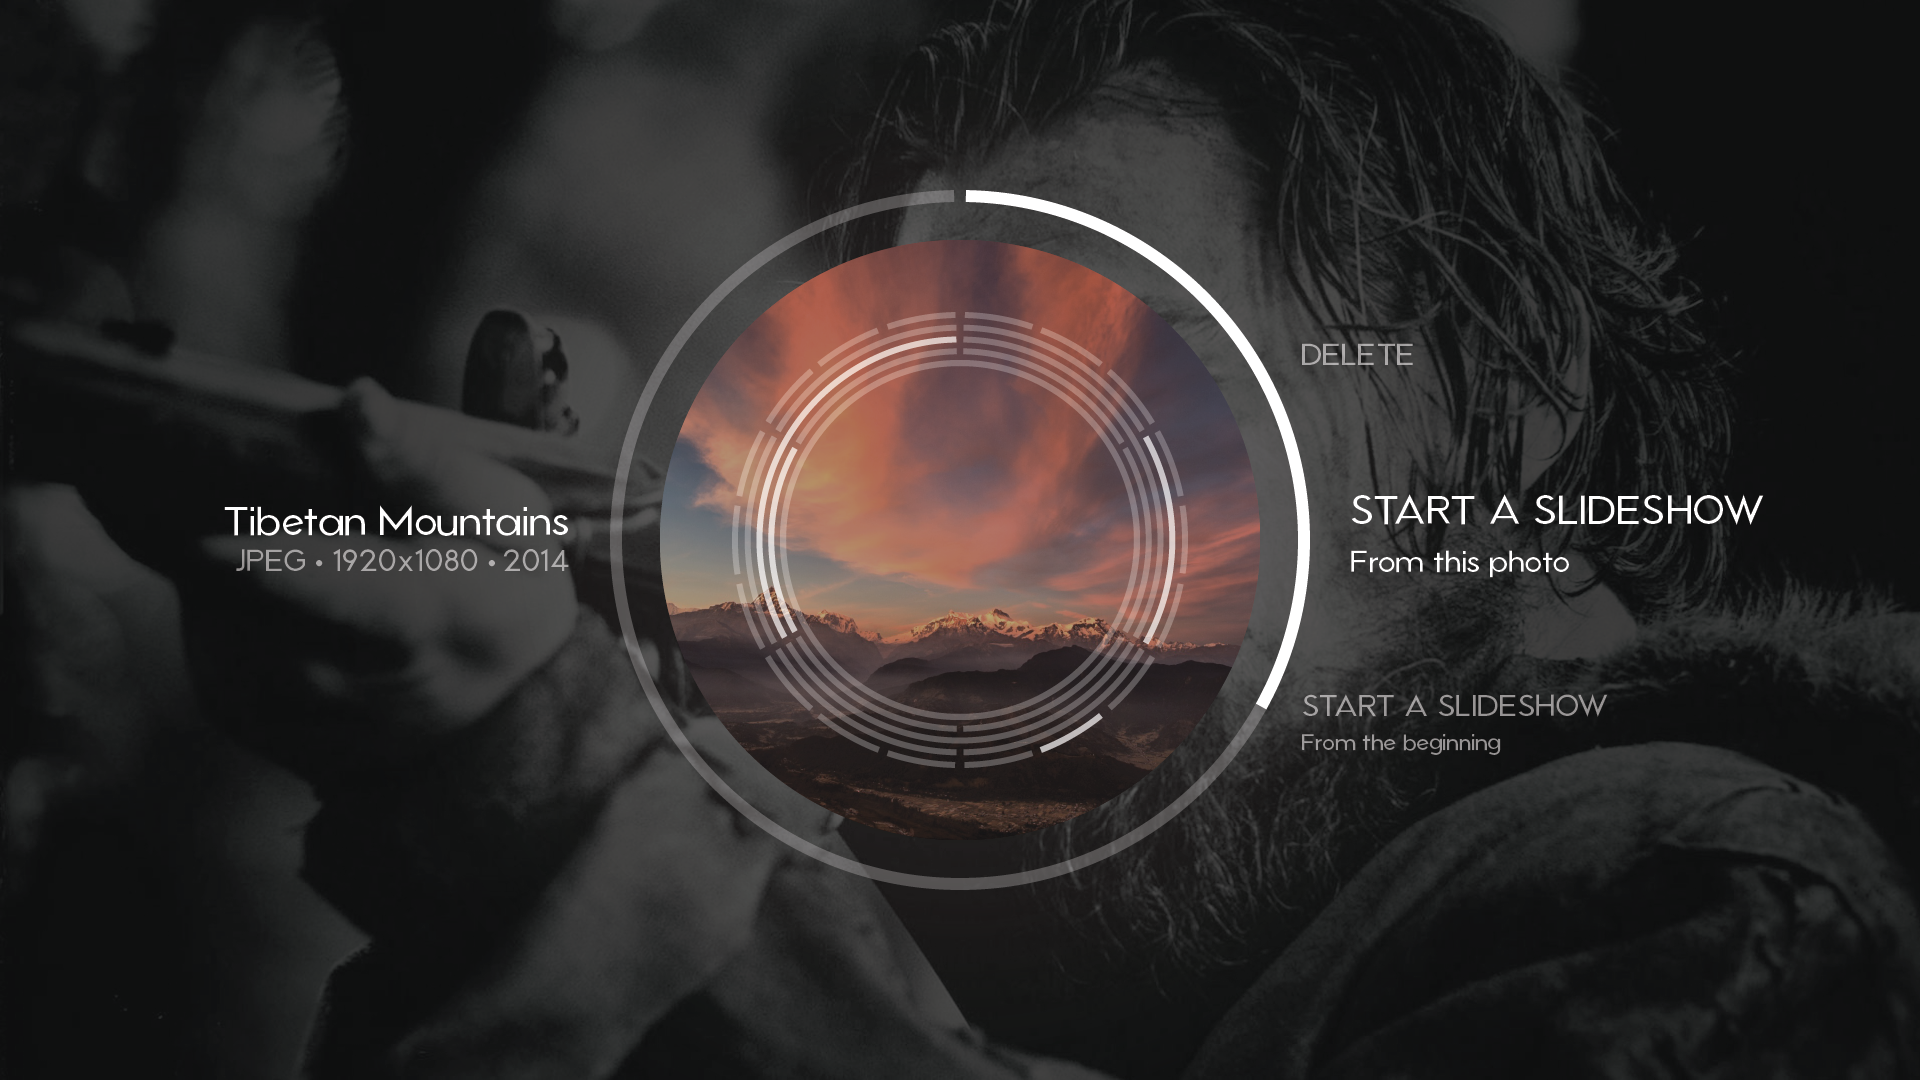 DELETE
Tibetan Mountains
JPEG • 1920x1080 • 2014
START A SLIDESHOW
From this photo
START A SLIDESHOW
From the beginning